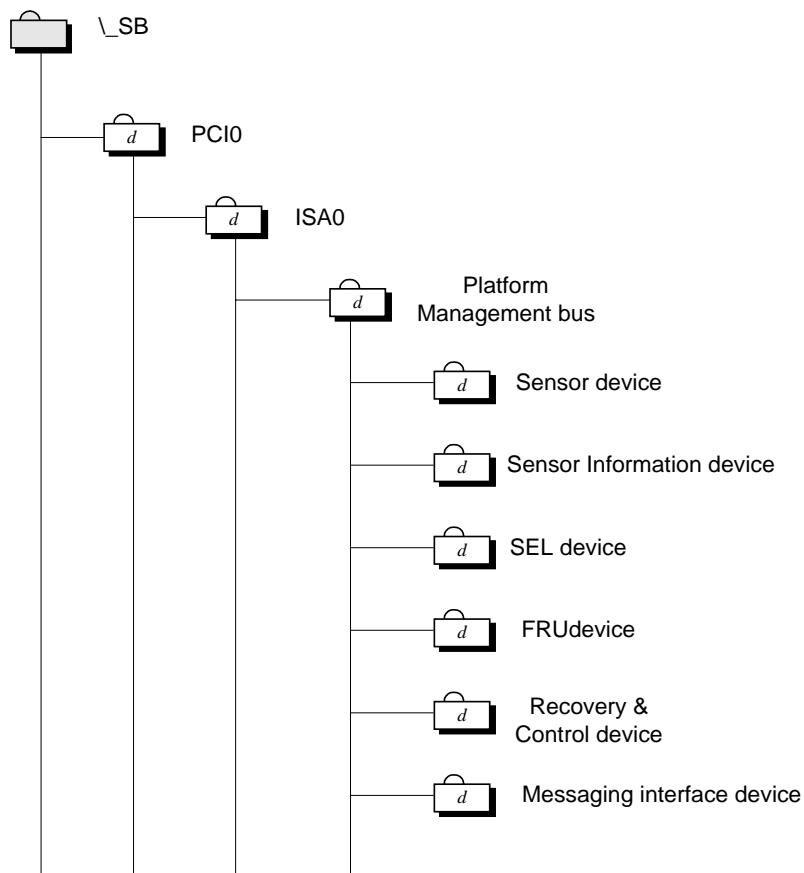 \_SB
d
PCI0
d
ISA0
d
Platform
Management bus
d
Sensor device
d
Sensor Information device
d
SEL device
d
FRUdevice
d
Recovery &
Control device
d
Messaging interface device